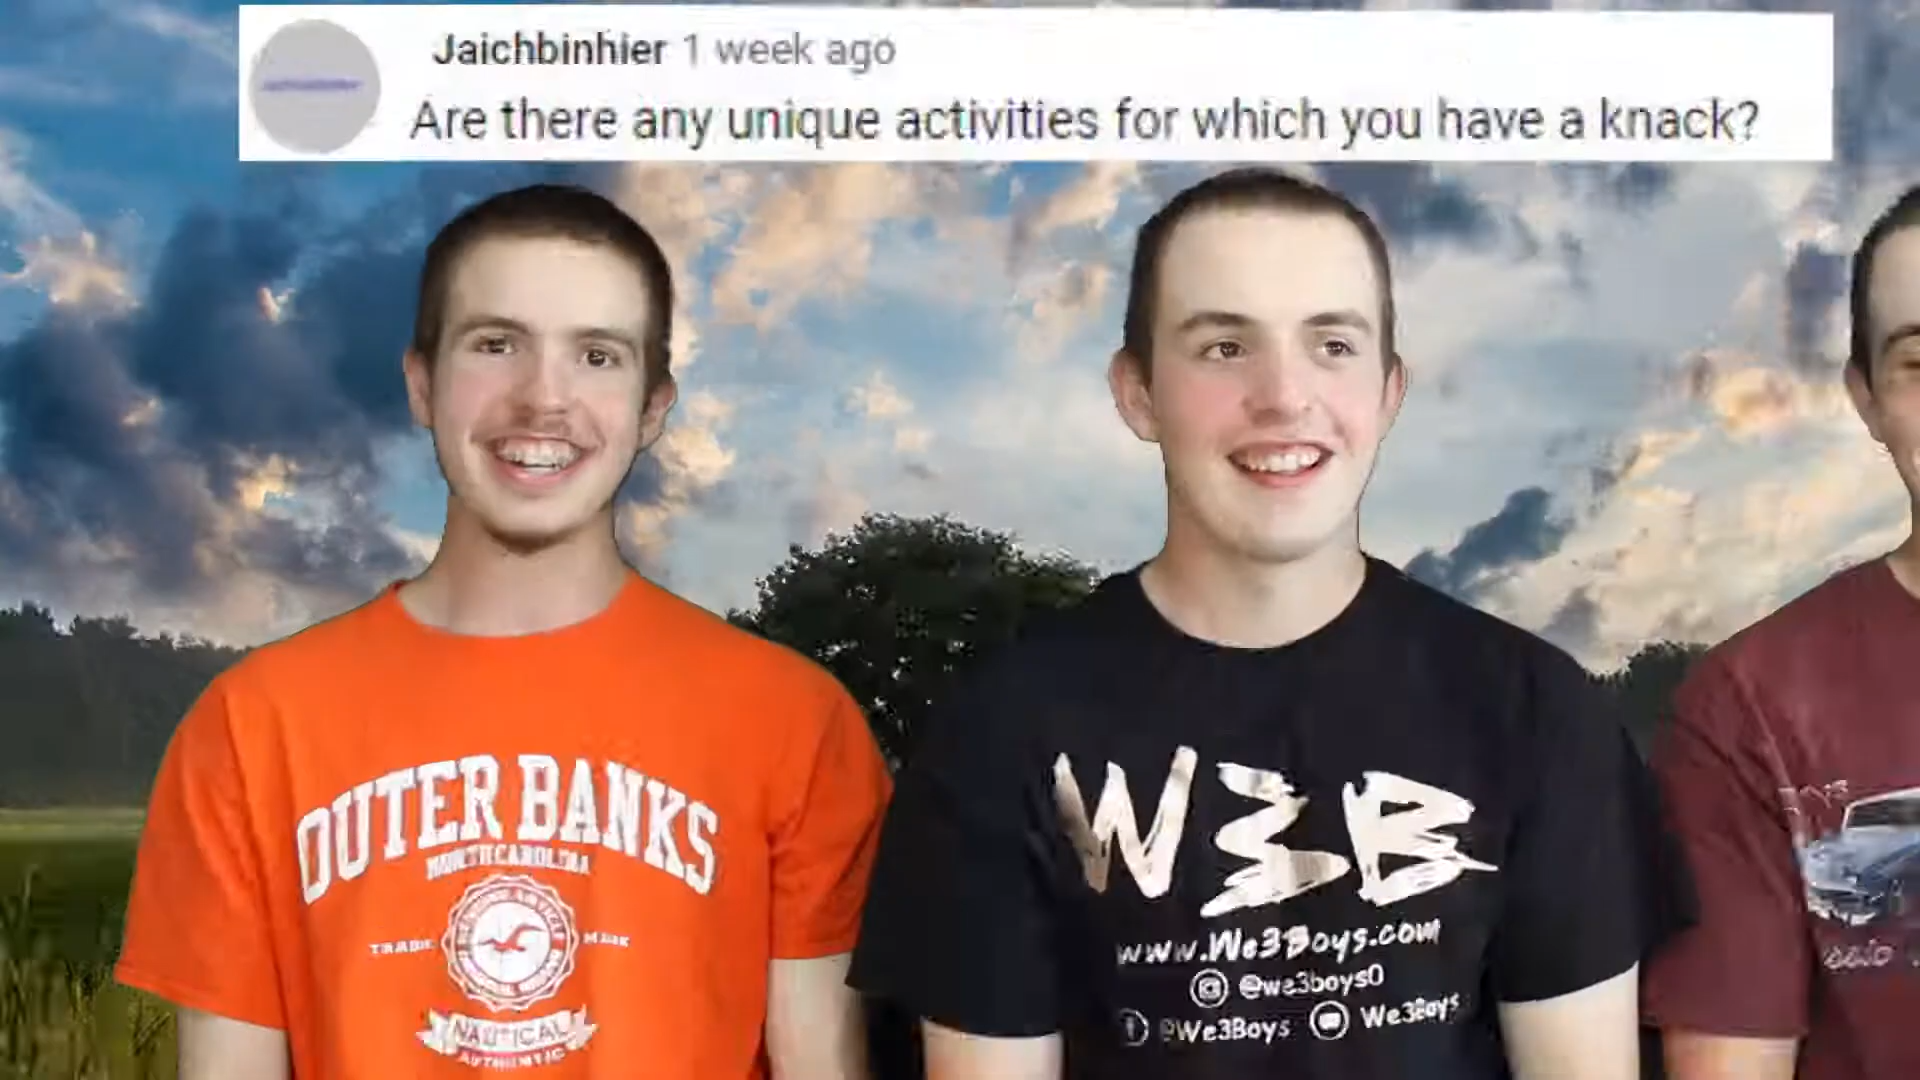 Jaichbinhier 1 week ago
Are there any unique activities for which you have a knack?
OUTER BANKS
NORTH CAROLINA
TRADE MARK
NAUTICAL
AUTHENTIC
W3B
www.We3Boys.com
@we3boys0
@We3Boys We3Boys